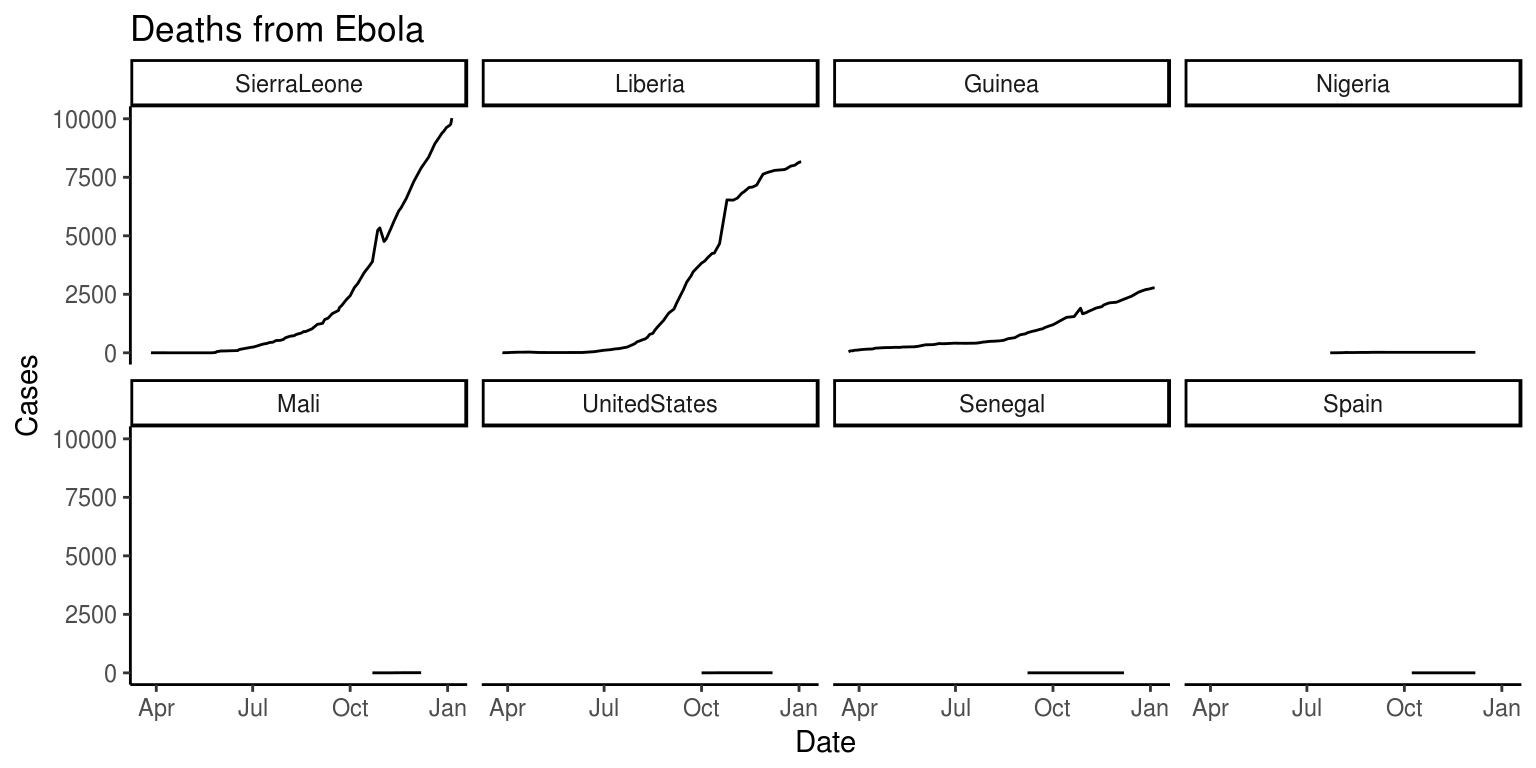 Deaths from Ebola
SierraLeone Liberia Guinea Nigeria
10000
7500
5000
2500
0
Mali UnitedStates Senegal Spain
10000
7500
5000
2500
0
Apr Jul Oct Jan Apr Jul Oct Jan Apr Jul Oct Jan Apr Jul Oct Jan
Date
Cases